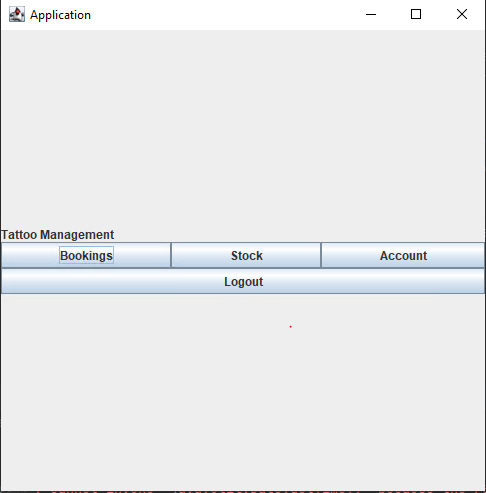 Application
Tattoo Management
Bookings Stock Account
Logout